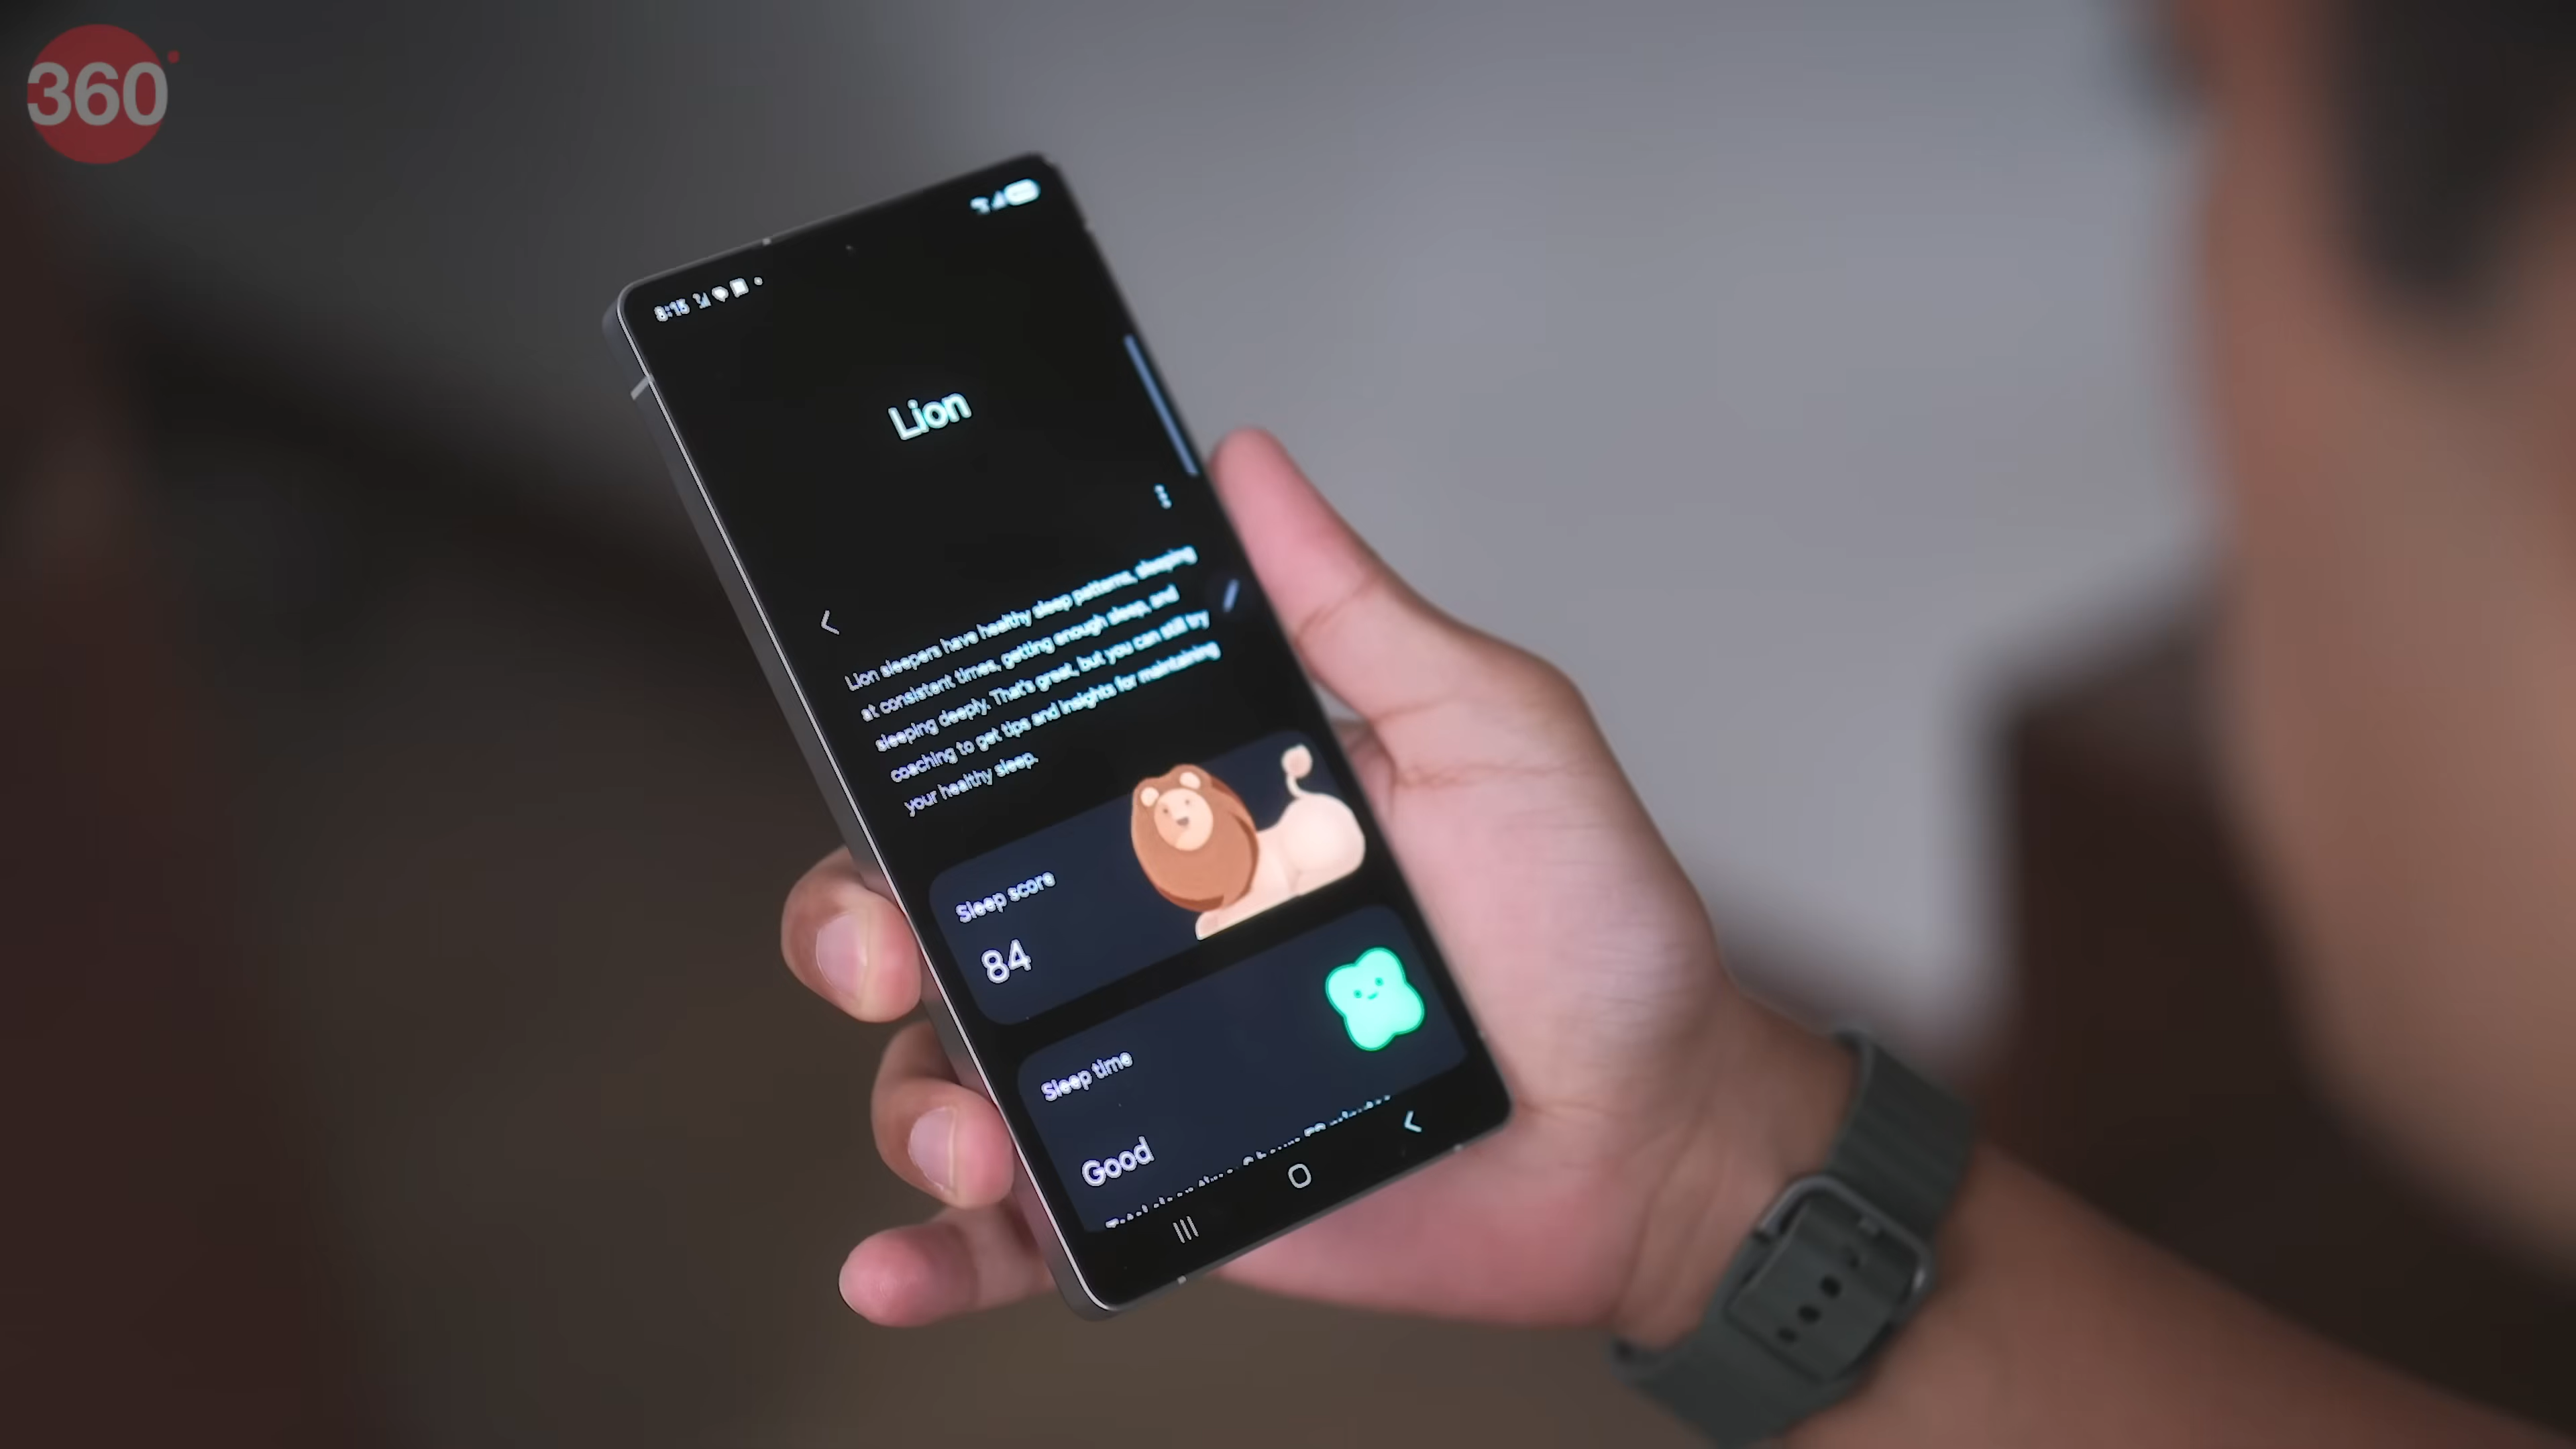 360
8:15
Lion
Lion sleepers have healthy sleep patterns, sleeping
at consistent times, getting enough sleep, and
sleeping deeply. That's great, but you can still try
coaching to get tips and insights for maintaining
your healthy sleep.
Sleep score
84
Sleep time
Good